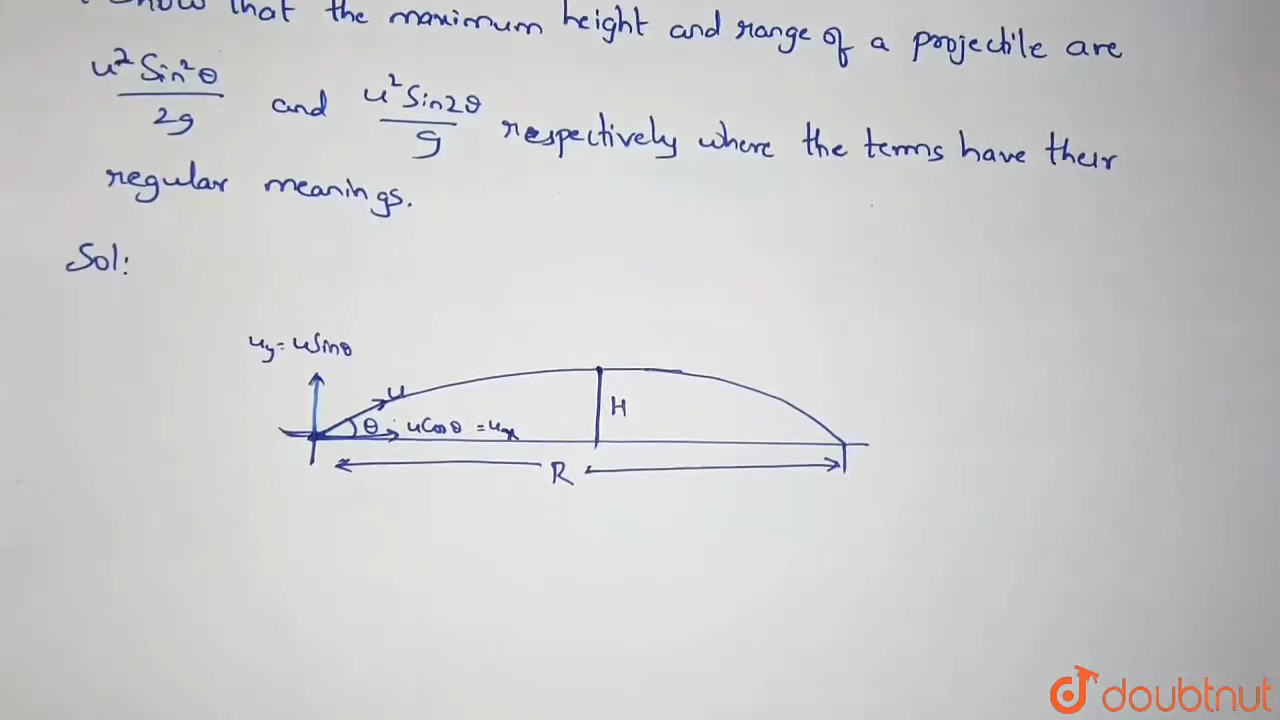 Show that the maximum height and range of a projectile are
u² Sin²θ / 2g and u² Sin2θ / g respectively where the terms have their
regular meanings.
Sol:
uy = uSinθ
u
H
θ uCosθ = ux
R
doubtnut